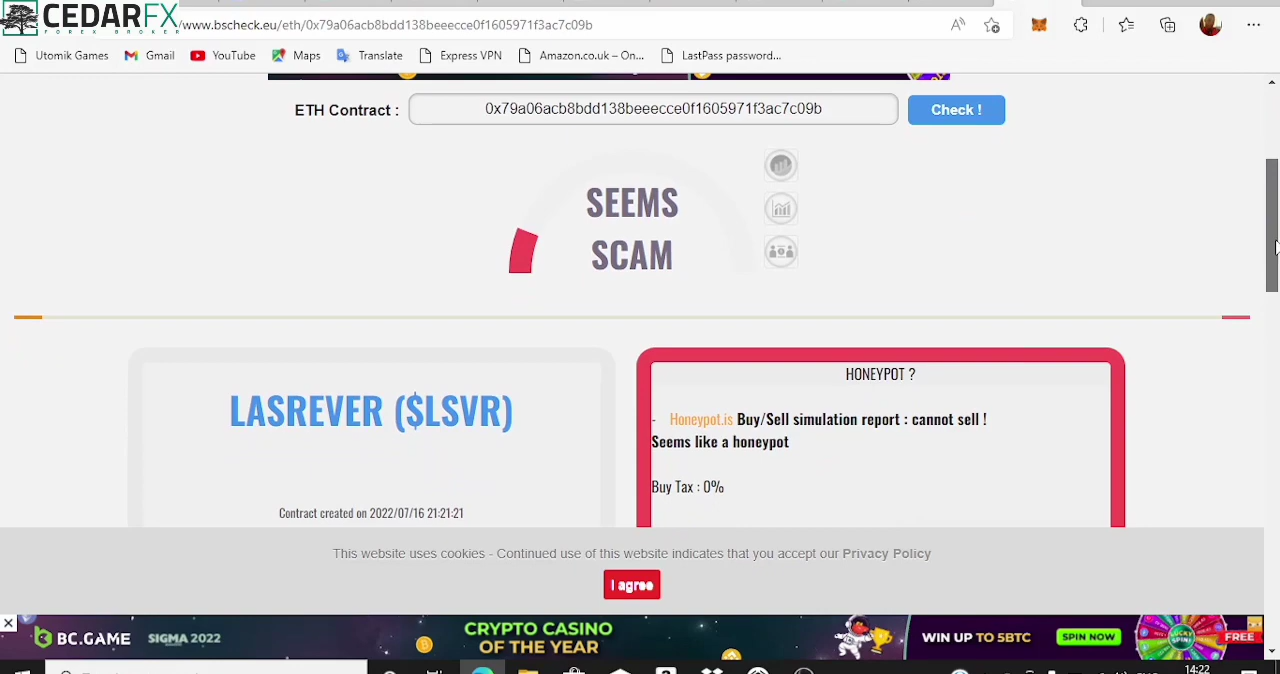 CEDARFX
FOREX BROKER
www.bscheck.eu/eth/0x79a06acb8bdd138beeecce0f1605971f3ac7c09b
Utomik Games
Gmail
YouTube
Maps
Translate
Express VPN
Amazon.co.uk – On...
LastPass password...
ETH Contract :
0x79a06acb8bdd138beeecce0f1605971f3ac7c09b
Check !
SEEMS
SCAM
LASREVER ($LSVR)
Contract created on 2022/07/16 21:21:21
HONEYPOT ?
- Honeypot.is Buy/Sell simulation report : cannot sell !
Seems like a honeypot
Buy Tax : 0%
This website uses cookies - Continued use of this website indicates that you accept our Privacy Policy
I agree
BC.GAME
SIGMA 2022
CRYPTO CASINO
OF THE YEAR
WIN UP TO 5BTC
SPIN NOW
LUCKY
SPIN
FREE
14:22